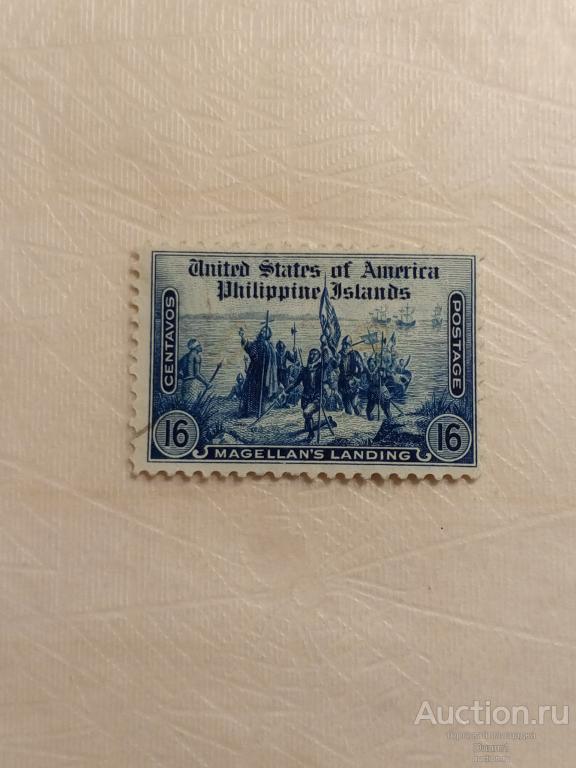 United States of America
Philippine Islands
CENTAVOS
POSTAGE
16
16
MAGELLAN'S LANDING
Auction.ru